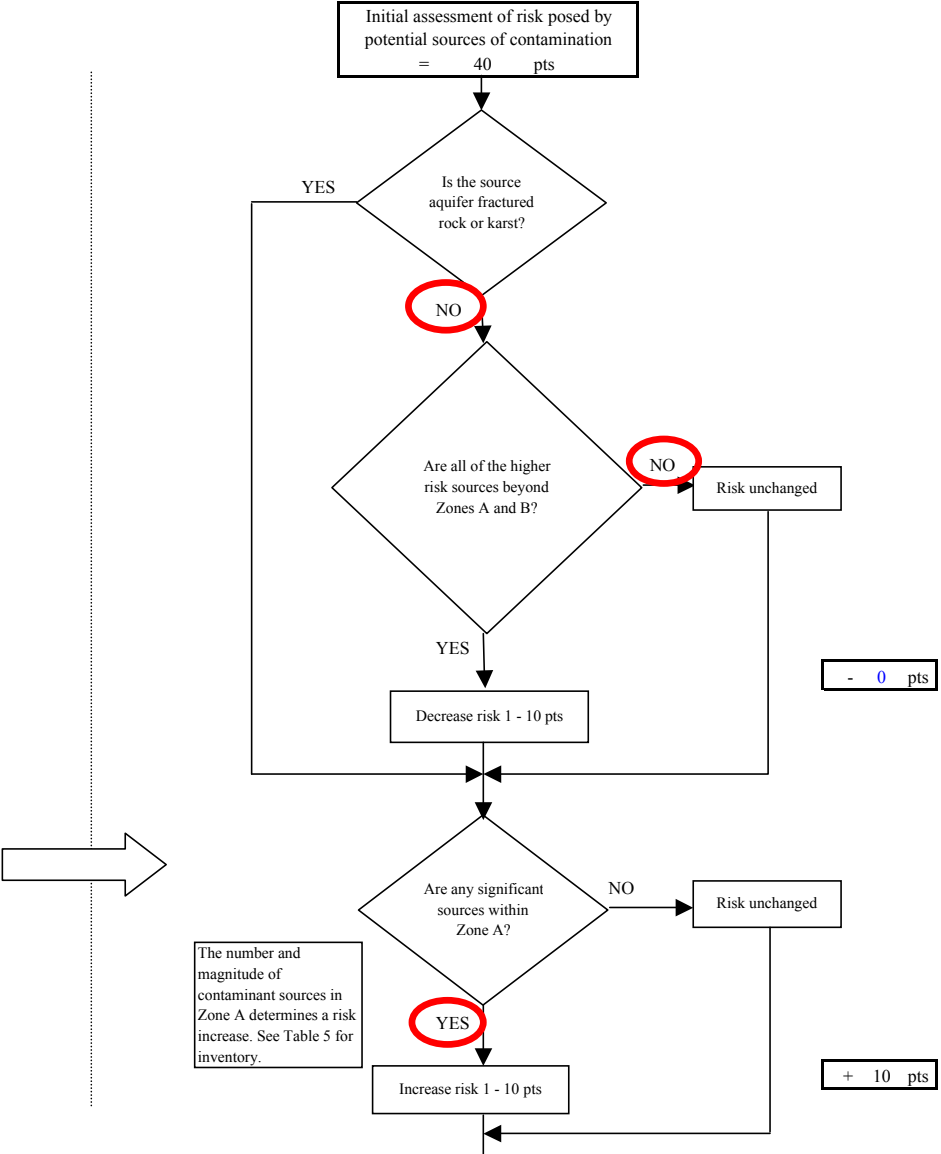 Initial assessment of risk posed by
potential sources of contamination
= 40 pts
YES
Is the source
aquifer fractured
rock or karst?
NO
Are all of the higher
risk sources beyond
Zones A and B?
NO
Risk unchanged
YES
- 0 pts
Decrease risk 1 - 10 pts
Are any significant
sources within
Zone A?
NO
Risk unchanged
The number and
magnitude of
contaminant sources in
Zone A determines a risk
increase. See Table 5 for
inventory.
YES
+ 10 pts
Increase risk 1 - 10 pts